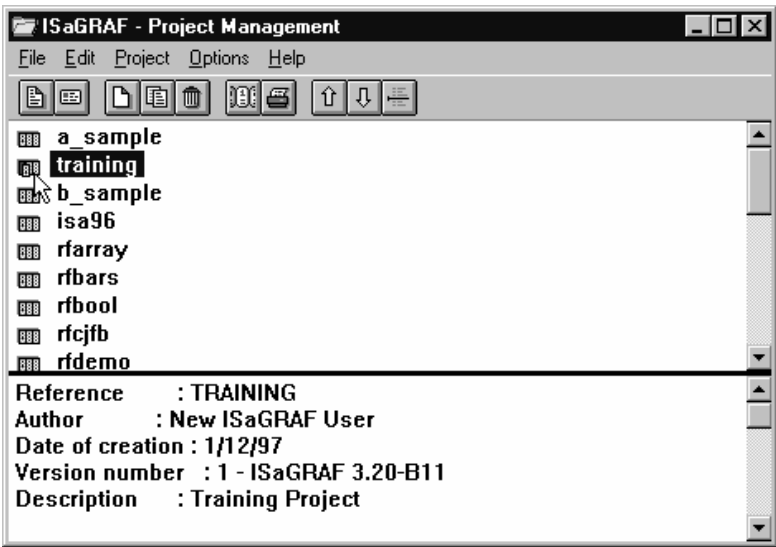 ISaGRAF - Project Management
File Edit Project Options Help
a_sample
training
b_sample
isa96
rfarray
rfbars
rfbool
rfcjfb
rfdemo
Reference : TRAINING
Author : New ISaGRAF User
Date of creation : 1/12/97
Version number : 1 - ISaGRAF 3.20-B11
Description : Training Project